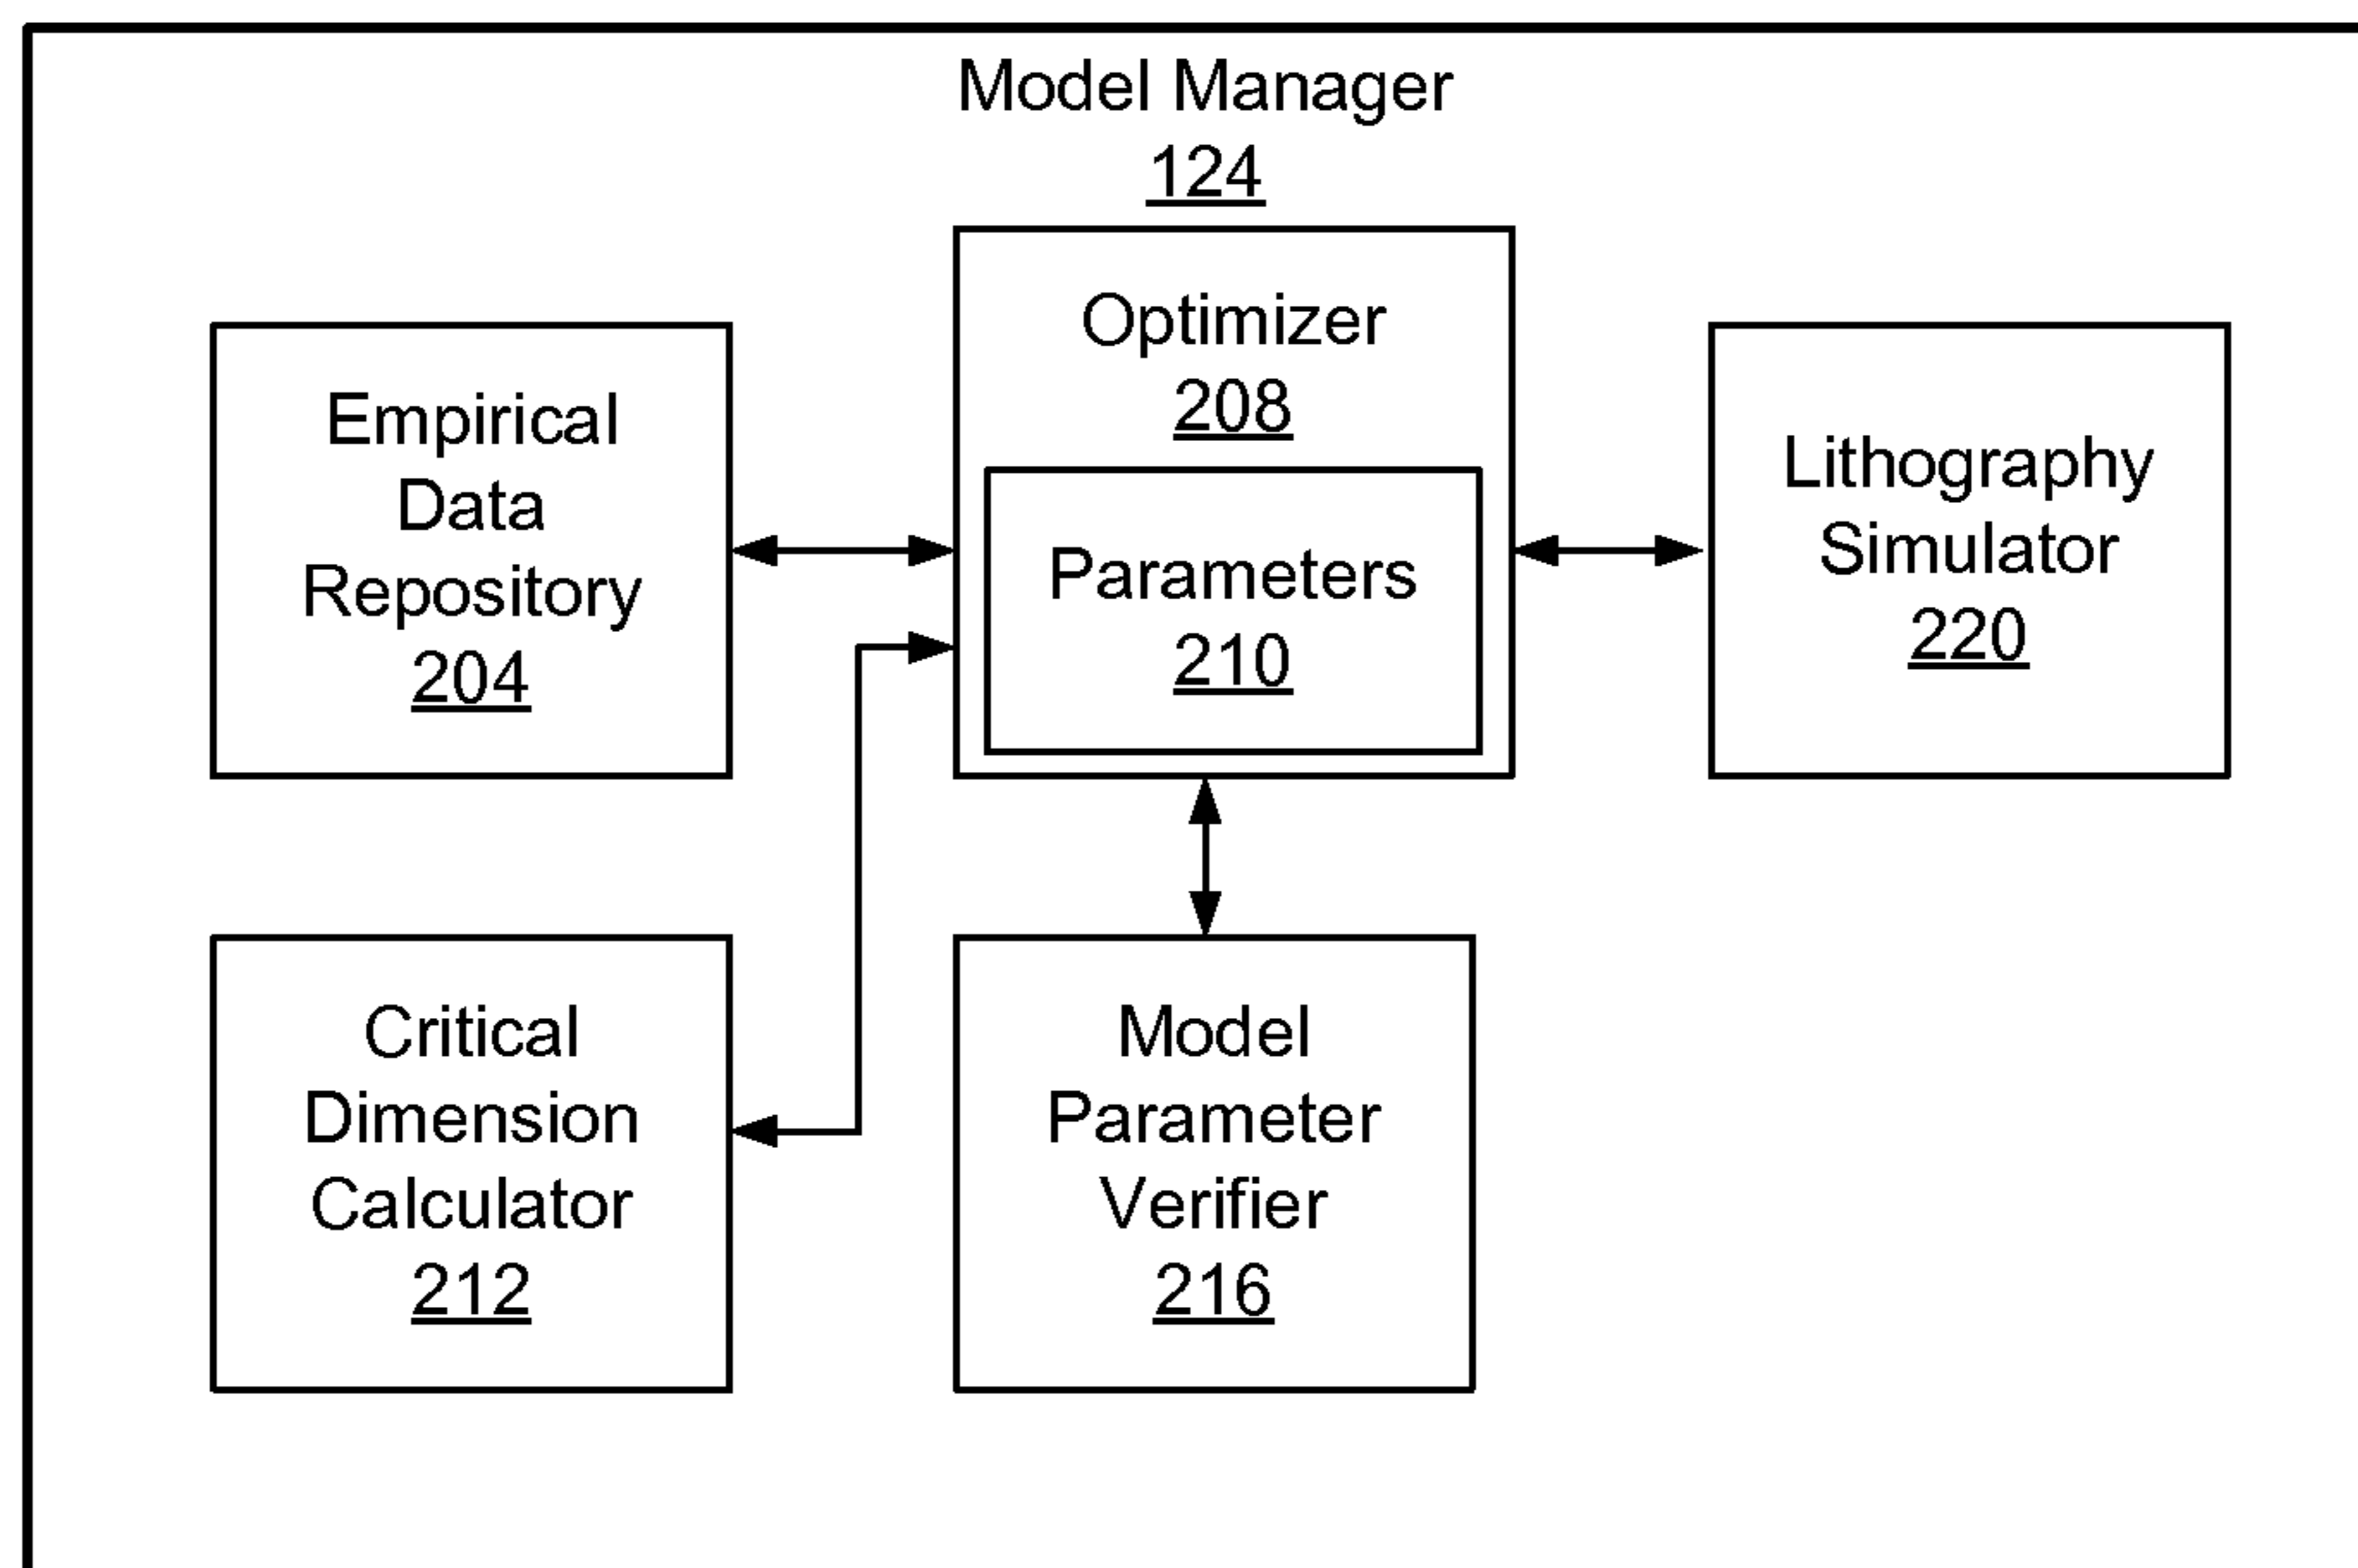 Model Manager
124
Empirical
Data
Repository
204
Optimizer
208
Parameters
210
Lithography
Simulator
220
Critical
Dimension
Calculator
212
Model
Parameter
Verifier
216